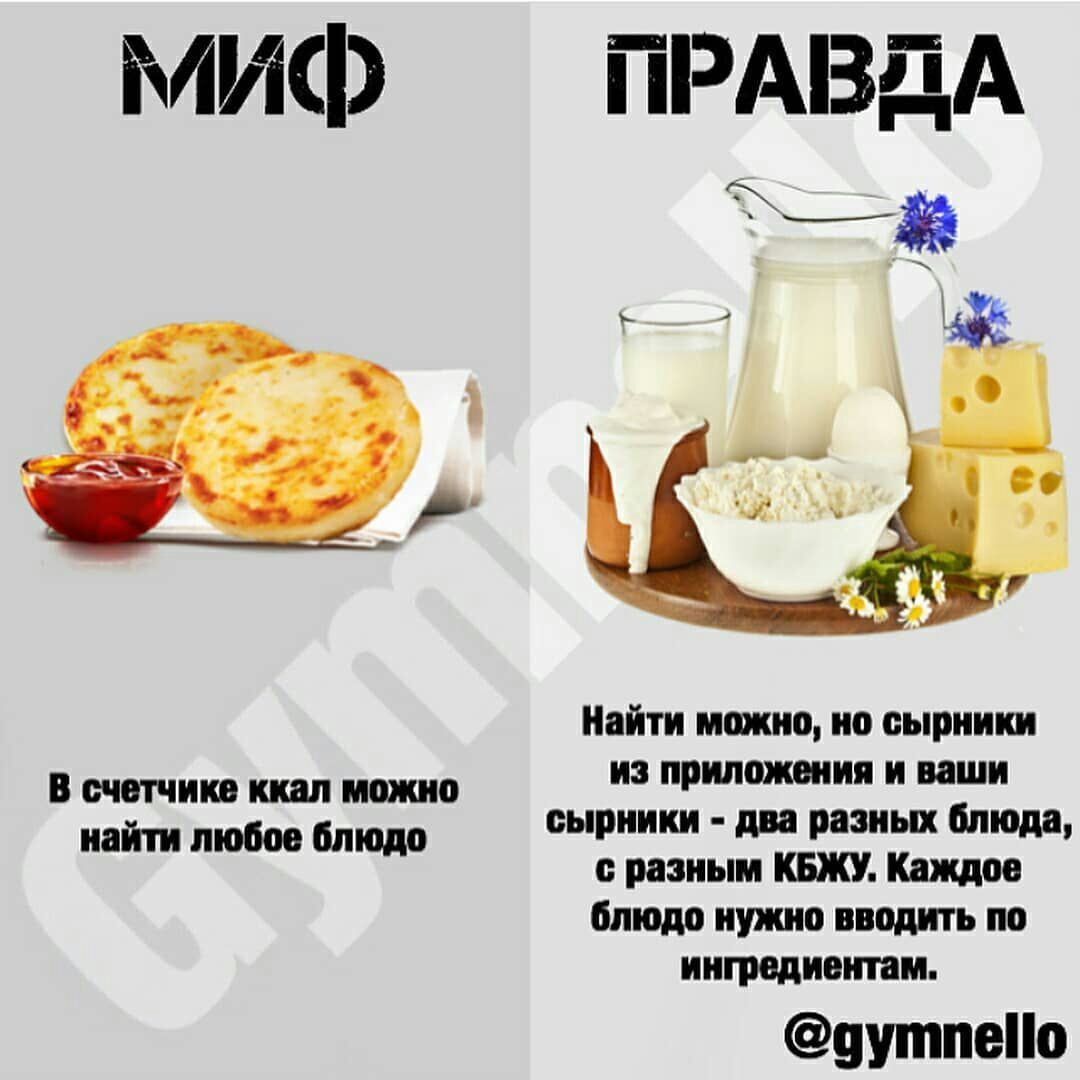 МИФ
В счетчике ккал можно
найти любое блюдо
ПРАВДА
Найти можно, но сырники
из приложения и ваши
сырники - два разных блюда,
с разным КБЖУ. Каждое
блюдо нужно вводить по
ингредиентам.
@gymnello
Gymnello